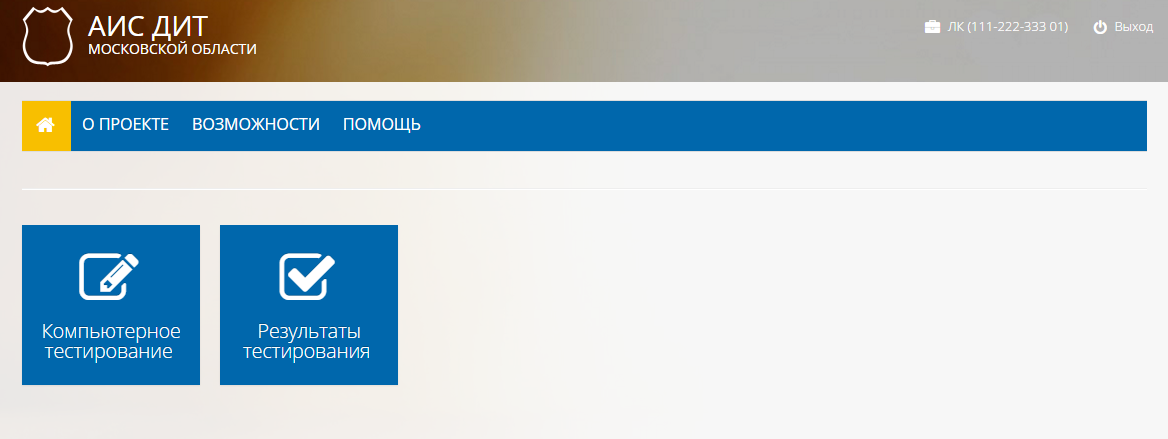 АИС ДИТ
МОСКОВСКОЙ ОБЛАСТИ
ЛК (111-222-333 01) Выход
О ПРОЕКТЕ ВОЗМОЖНОСТИ ПОМОЩЬ
Компьютерное
тестирование
Результаты
тестирования